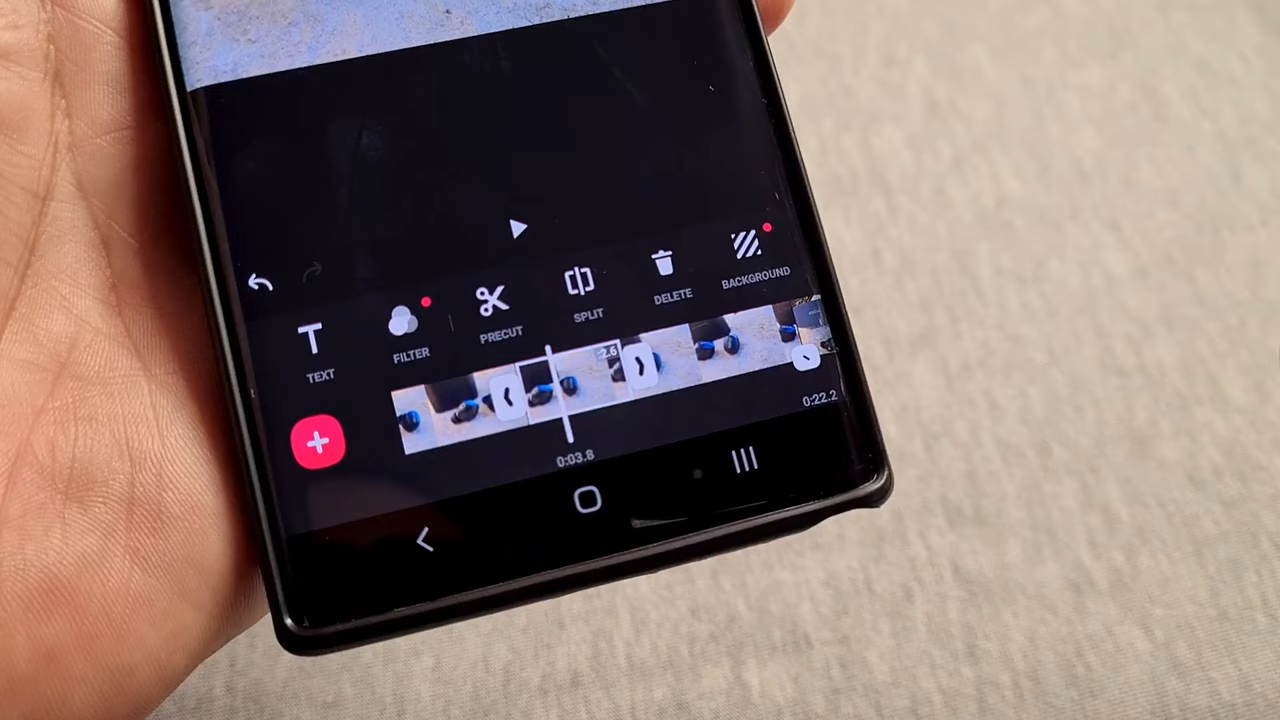 TEXT
FILTER
PRECUT
SPLIT
DELETE
BACKGROUND
2.6
0:03.8
0:22.2